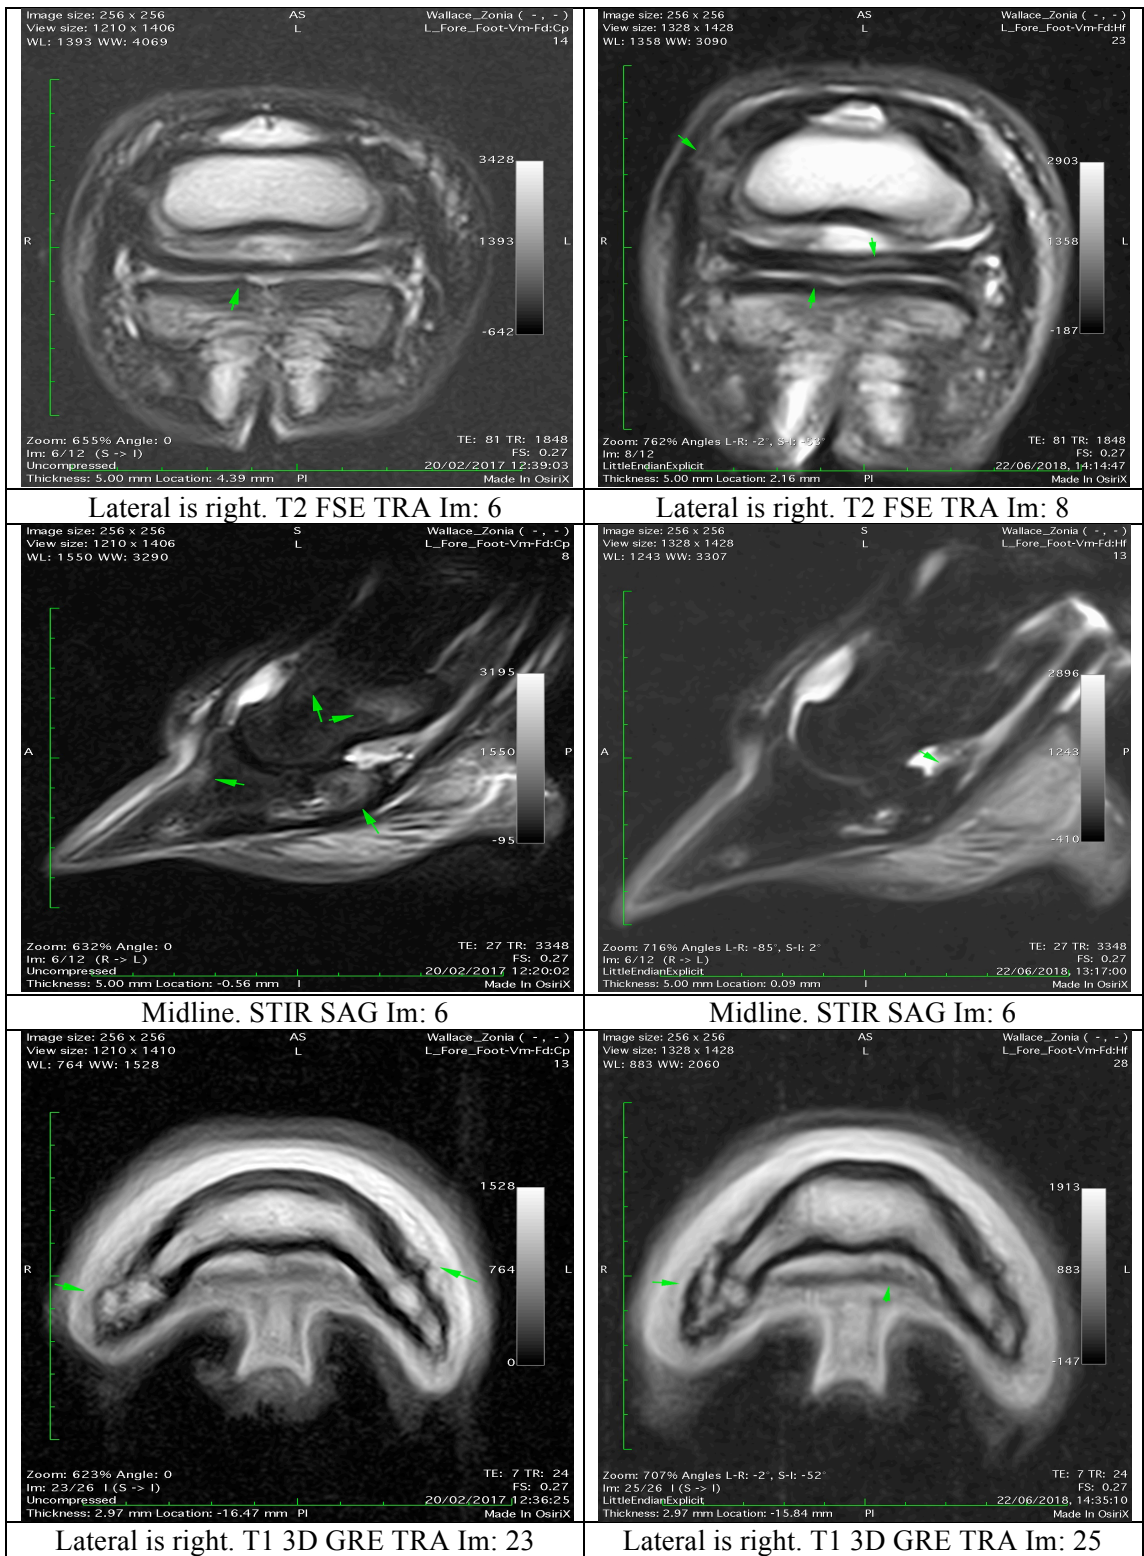 Image size: 256 x 256
View size: 1210 x 1406
WL: 1393 WW: 4069
AS
L
Wallace_Zonia ( -, - )
L_Fore_Foot-Vm-Fd:Cp
14
3428
1393
-642
R
L
Zoom: 655% Angle: 0
Im: 6/12 (S -> I)
Uncompressed
Thickness: 5.00 mm Location: 4.39 mm
PI
TE: 81 TR: 1848
FS: 0.27
20/02/2017 12:39:03
Made In OsiriX
Image size: 256 x 256
View size: 1328 x 1428
WL: 1358 WW: 3090
AS
L
Wallace_Zonia ( -, - )
L_Fore_Foot-Vm-Fd:Hf
23
2903
1358
-187
R
L
Zoom: 762% Angles L-R: -2°, S-I: -53°
Im: 8/12
LittleEndianExplicit
Thickness: 5.00 mm Location: 2.16 mm
PI
TE: 81 TR: 1848
FS: 0.27
22/06/2018, 14:14:47
Made In OsiriX
Lateral is right. T2 FSE TRA Im: 6
Lateral is right. T2 FSE TRA Im: 8
Image size: 256 x 256
View size: 1210 x 1406
WL: 1550 WW: 3290
S
L
Wallace_Zonia ( -, - )
L_Fore_Foot-Vm-Fd:Cp
8
3195
1550
-95
A
P
Zoom: 632% Angle: 0
Im: 6/12 (R -> L)
Uncompressed
Thickness: 5.00 mm Location: -0.56 mm
I
TE: 27 TR: 3348
FS: 0.27
20/02/2017 12:20:02
Made In OsiriX
Image size: 256 x 256
View size: 1328 x 1428
WL: 1243 WW: 3307
S
L
Wallace_Zonia ( -, - )
L_Fore_Foot-Vm-Fd:Hf
13
2896
1243
-410
A
P
Zoom: 716% Angles L-R: -85°, S-I: 2°
Im: 6/12 (R -> L)
LittleEndianExplicit
Thickness: 5.00 mm Location: 0.09 mm
I
TE: 27 TR: 3348
FS: 0.27
22/06/2018, 13:17:00
Made In OsiriX
Midline. STIR SAG Im: 6
Midline. STIR SAG Im: 6
Image size: 256 x 256
View size: 1210 x 1410
WL: 764 WW: 1528
AS
L
Wallace_Zonia ( -, - )
L_Fore_Foot-Vm-Fd:Cp
13
1528
764
0
R
L
Zoom: 623% Angle: 0
Im: 23/26 I (S -> I)
Uncompressed
Thickness: 2.97 mm Location: -16.47 mm
PI
TE: 7 TR: 24
FS: 0.27
20/02/2017 12:36:25
Made In OsiriX
Image size: 256 x 256
View size: 1328 x 1428
WL: 883 WW: 2060
AS
L
Wallace_Zonia ( -, - )
L_Fore_Foot-Vm-Fd:Hf
28
1913
883
-147
R
L
Zoom: 707% Angles L-R: -2°, S-I: -52°
Im: 25/26 I (S -> I)
LittleEndianExplicit
Thickness: 2.97 mm Location: -15.84 mm
PI
TE: 7 TR: 24
FS: 0.27
22/06/2018, 14:35:10
Made In OsiriX
Lateral is right. T1 3D GRE TRA Im: 23
Lateral is right. T1 3D GRE TRA Im: 25